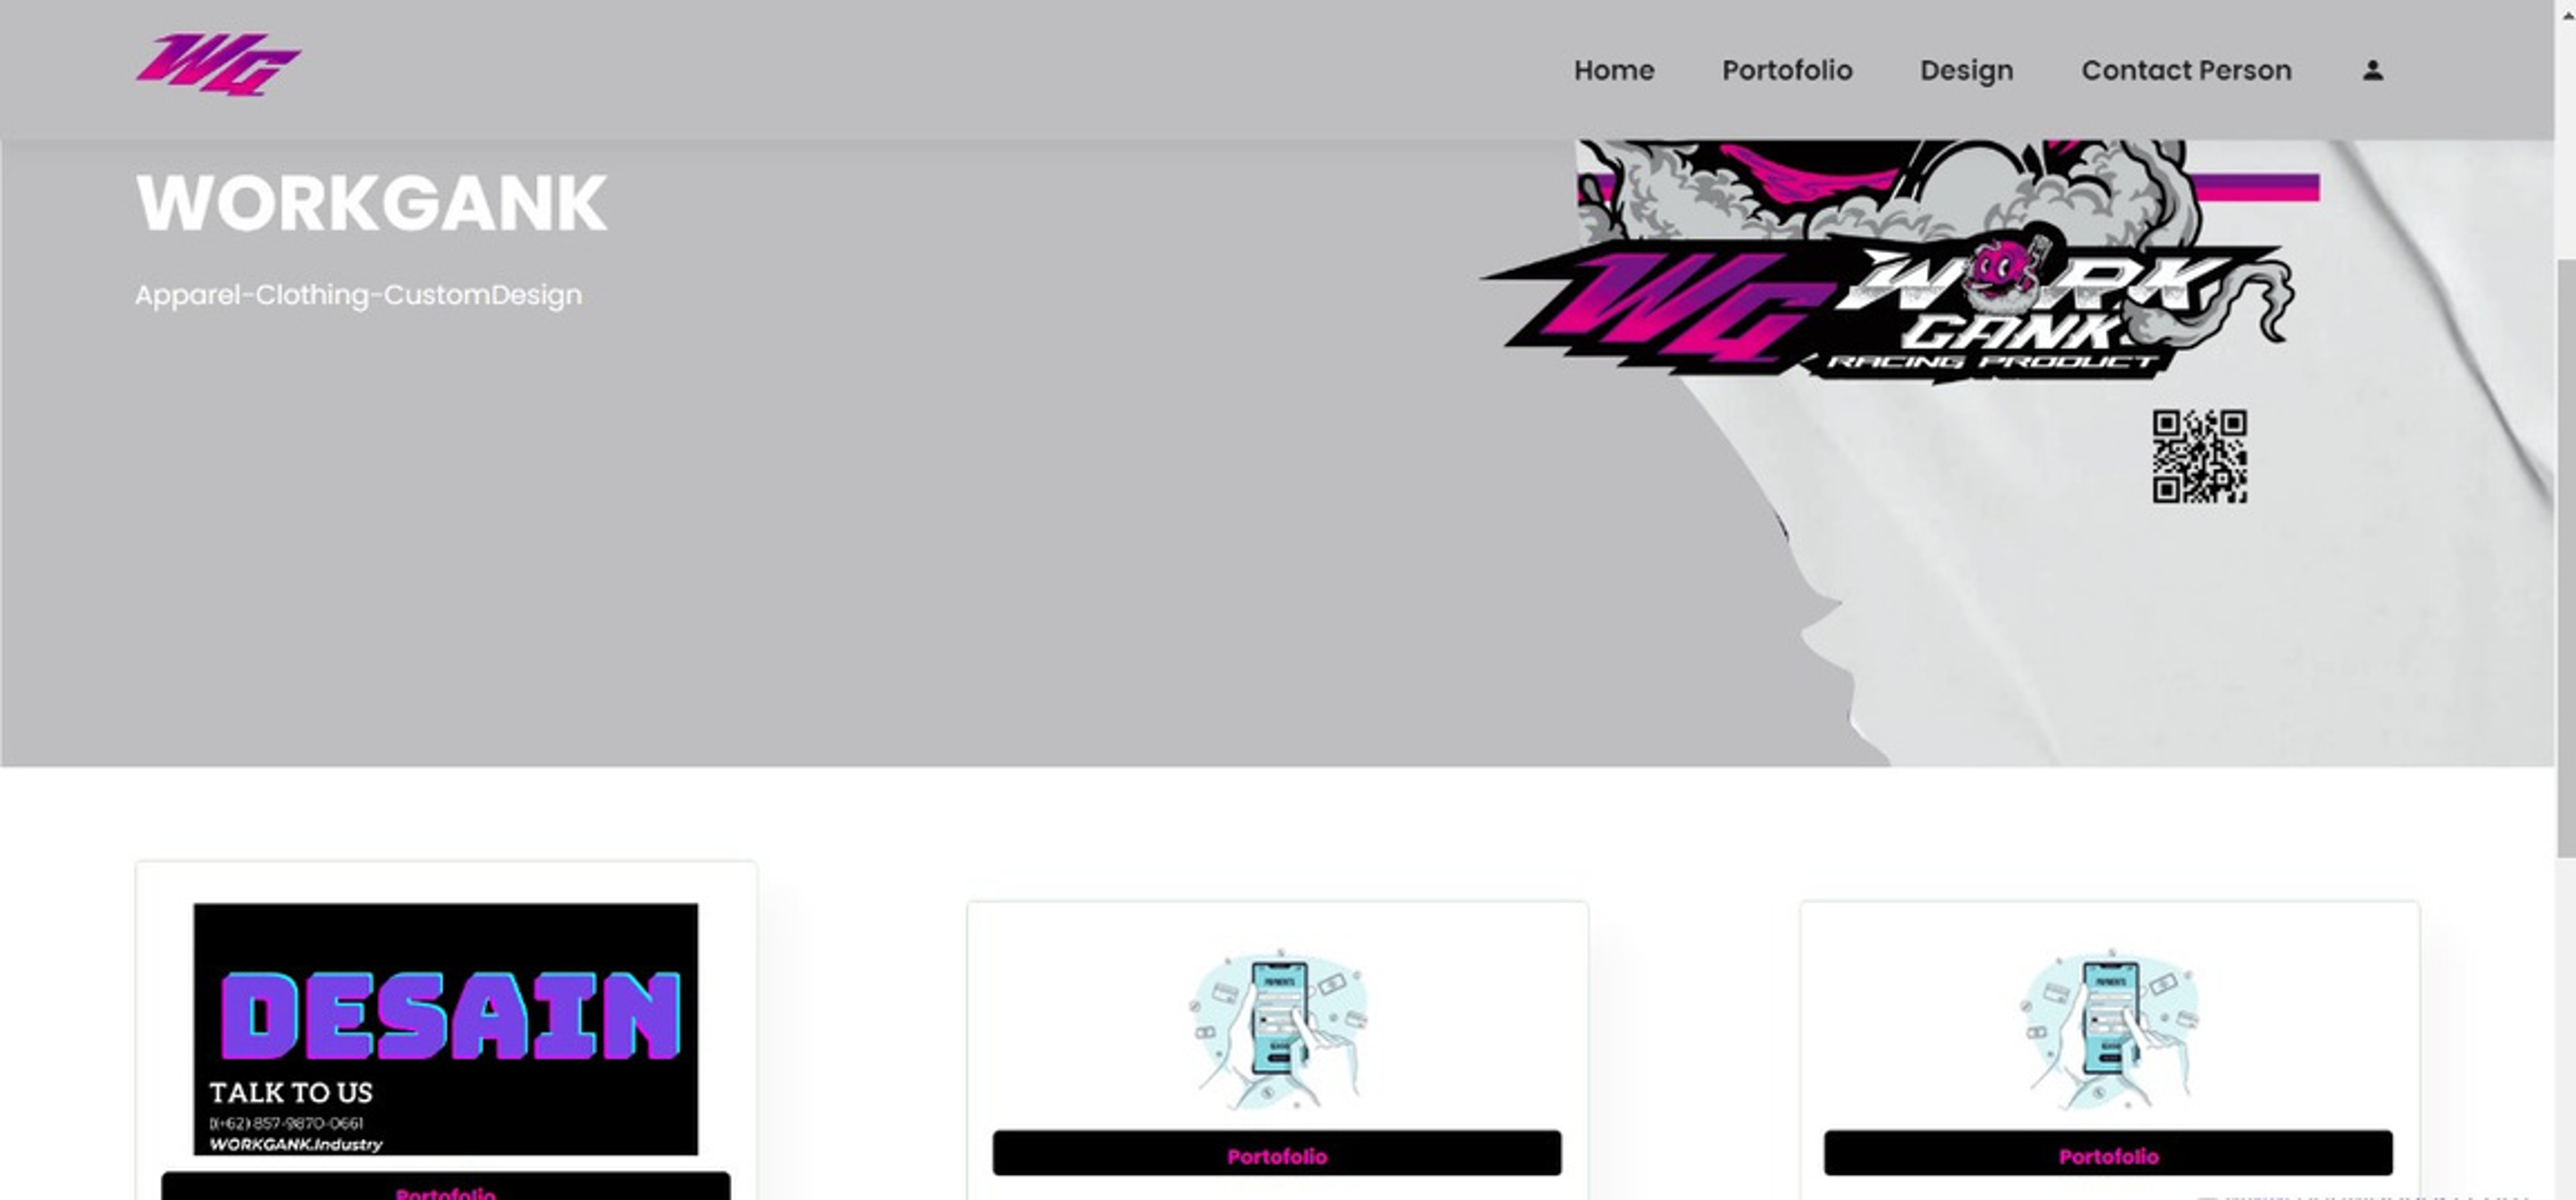 WG
Home Portofolio Design Contact Person
WORKGANK
Apparel-Clothing-CustomDesign
WG WORK
GANK
RACING PRODUCT
DESAIN
TALK TO US
(+62) 857-9870-0661
WORKGANK.Industry
PAYMENTS
PAYMENTS
Portofolio
Portofolio
Portofolio